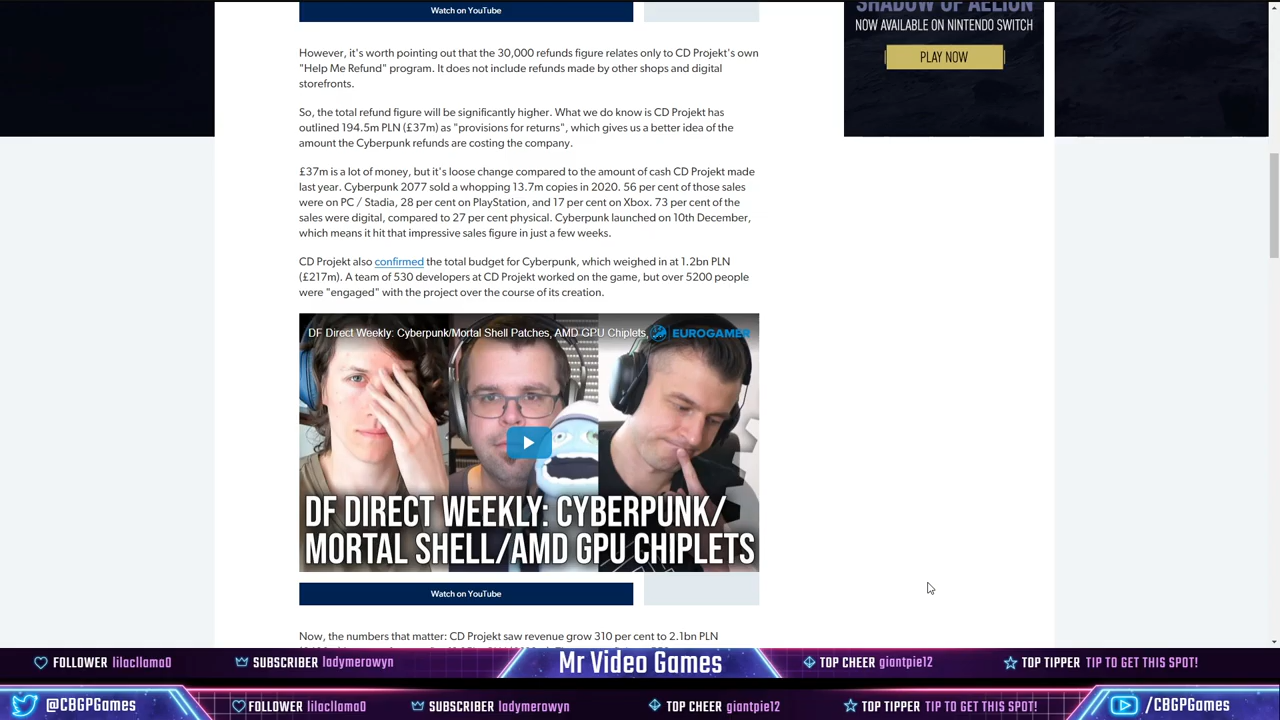 Watch on YouTube
SHADOW OF AELION
NOW AVAILABLE ON NINTENDO SWITCH
PLAY NOW
However, it's worth pointing out that the 30,000 refunds figure relates only to CD Projekt's own
"Help Me Refund" program. It does not include refunds made by other shops and digital
storefronts.
So, the total refund figure will be significantly higher. What we do know is CD Projekt has
outlined 194.5m PLN (£37m) as "provisions for returns", which gives us a better idea of the
amount the Cyberpunk refunds are costing the company.
£37m is a lot of money, but it's loose change compared to the amount of cash CD Projekt made
last year. Cyberpunk 2077 sold a whopping 13.7m copies in 2020. 56 per cent of those sales
were on PC / Stadia, 28 per cent on PlayStation, and 17 per cent on Xbox. 73 per cent of the
sales were digital, compared to 27 per cent physical. Cyberpunk launched on 10th December,
which means it hit that impressive sales figure in just a few weeks.
CD Projekt also confirmed the total budget for Cyberpunk, which weighed in at 1.2bn PLN
(£217m). A team of 530 developers at CD Projekt worked on the game, but over 5200 people
were "engaged" with the project over the course of its creation.
DF Direct Weekly: Cyberpunk/Mortal Shell Patches, AMD GPU Chiplets,
EUROGAMER
DF DIRECT WEEKLY: CYBERPUNK/
MORTAL SHELL/AMD GPU CHIPLETS
Watch on YouTube
Now, the numbers that matter: CD Projekt saw revenue grow 310 per cent to 2.1bn PLN
FOLLOWER lilacllama0 SUBSCRIBER ladymerowyn Mr Video Games TOP CHEER giantpie12 TOP TIPPER TIP TO GET THIS SPOT!
@CBGPGames FOLLOWER lilacllama0 SUBSCRIBER ladymerowyn TOP CHEER giantpie12 TOP TIPPER TIP TO GET THIS SPOT! /CBGPGames